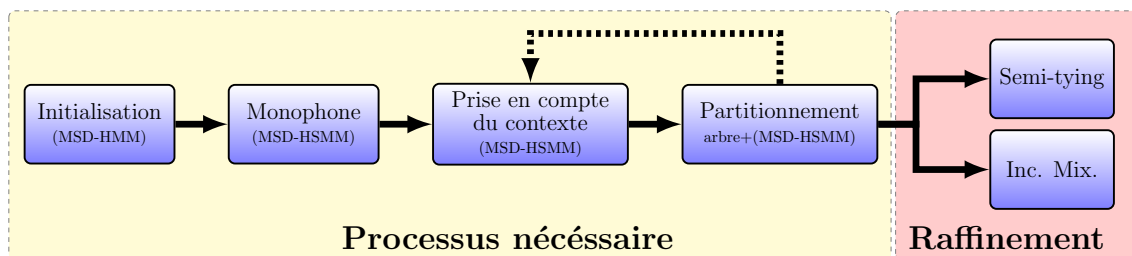 Initialisation
(MSD-HMM)
Monophone
(MSD-HSMM)
Prise en compte
du contexte
(MSD-HSMM)
Partitionnement
arbre+(MSD-HSMM)
Semi-tying
Inc. Mix.
Processus nécéssaire
Raffinement